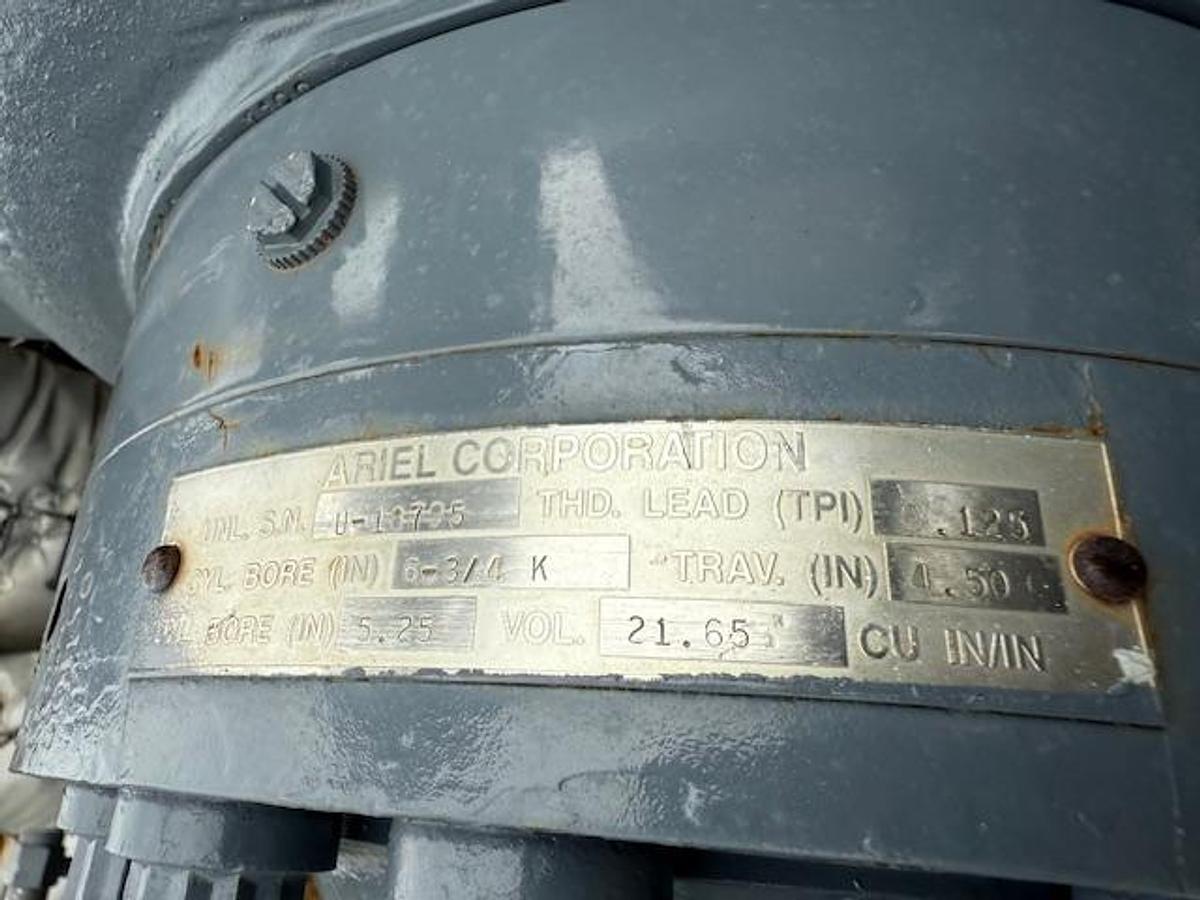 ARIEL CORPORATION
UNL. S.N. THD. LEAD (TPI) .125
CYL. BORE (IN) 6-3/4 K TRAV. (IN) 4.50
BORE (IN) 5.25 VOL. 21.65 CU IN/IN